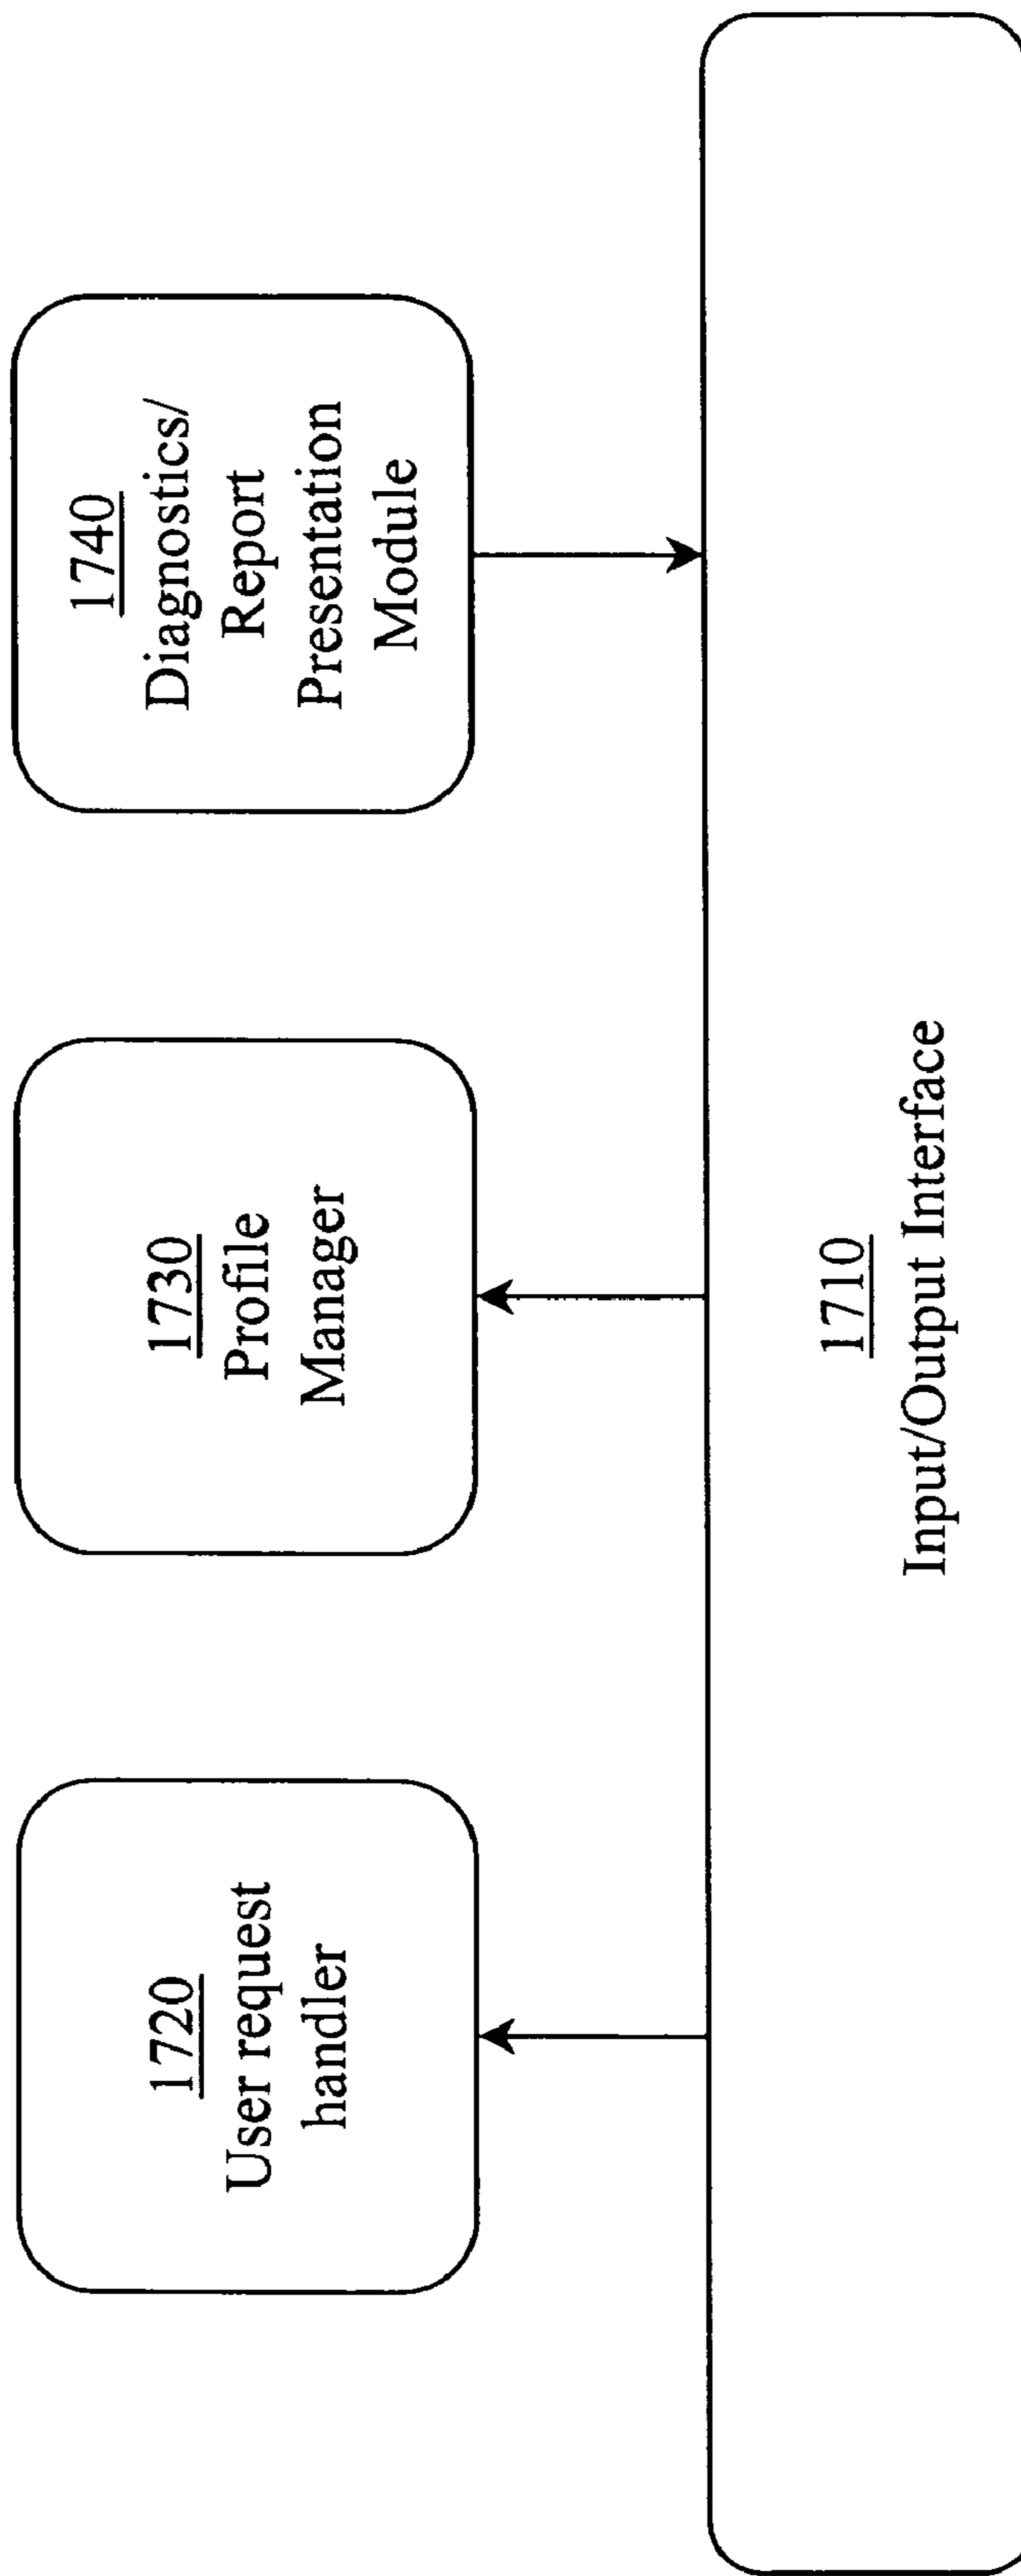 1720
User request
handler
1730
Profile
Manager
1740
Diagnostics/
Report
Presentation
Module
1710
Input/Output Interface